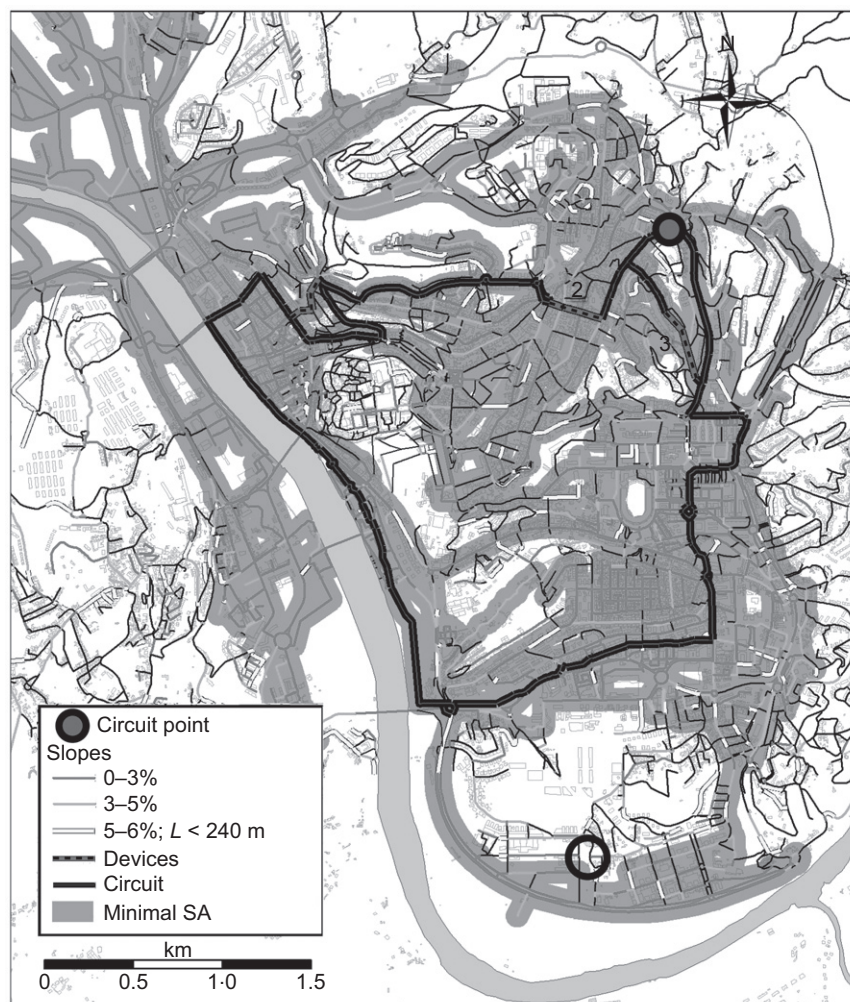 N
2
3
Circuit point
Slopes
0–3%
3–5%
5–6%; L < 240 m
Devices
Circuit
Minimal SA
km
0 0.5 1·0 1.5